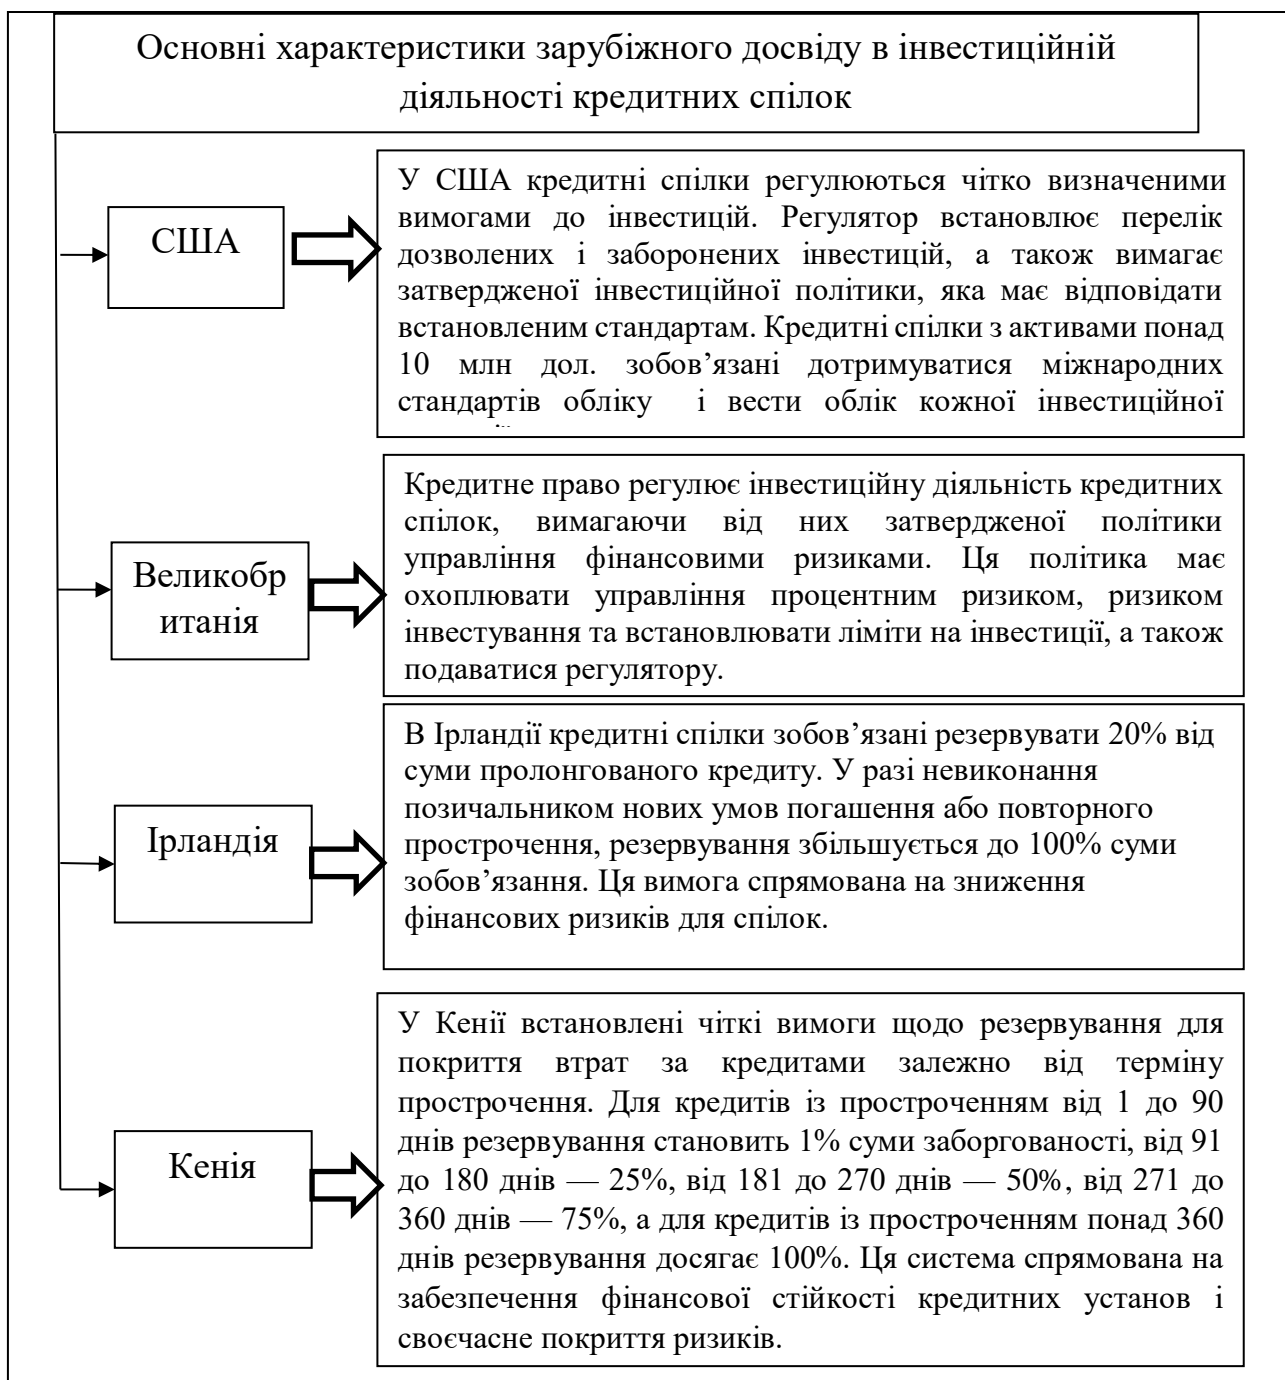 Основні характеристики зарубіжного досвіду в інвестиційній
діяльності кредитних спілок
США
У США кредитні спілки регулюються чітко визначеними
вимогами до інвестицій. Регулятор встановлює перелік
дозволених і заборонених інвестицій, а також вимагає
затвердженої інвестиційної політики, яка має відповідати
встановленим стандартам. Кредитні спілки з активами понад
10 млн дол. зобов’язані дотримуватися міжнародних
стандартів обліку і вести облік кожної інвестиційної
Великобр
итанія
Кредитне право регулює інвестиційну діяльність кредитних
спілок, вимагаючи від них затвердженої політики
управління фінансовими ризиками. Ця політика має
охоплювати управління процентним ризиком, ризиком
інвестування та встановлювати ліміти на інвестиції, а також
подаватися регулятору.
Ірландія
В Ірландії кредитні спілки зобов’язані резервувати 20% від
суми пролонгованого кредиту. У разі невиконання
позичальником нових умов погашення або повторного
прострочення, резервування збільшується до 100% суми
зобов’язання. Ця вимога спрямована на зниження
фінансових ризиків для спілок.
Кенія
У Кенії встановлені чіткі вимоги щодо резервування для
покриття втрат за кредитами залежно від терміну
прострочення. Для кредитів із простроченням від 1 до 90
днів резервування становить 1% суми заборгованості, від 91
до 180 днів — 25%, від 181 до 270 днів — 50%, від 271 до
360 днів — 75%, а для кредитів із простроченням понад 360
днів резервування досягає 100%. Ця система спрямована на
забезпечення фінансової стійкості кредитних установ і
своєчасне покриття ризиків.